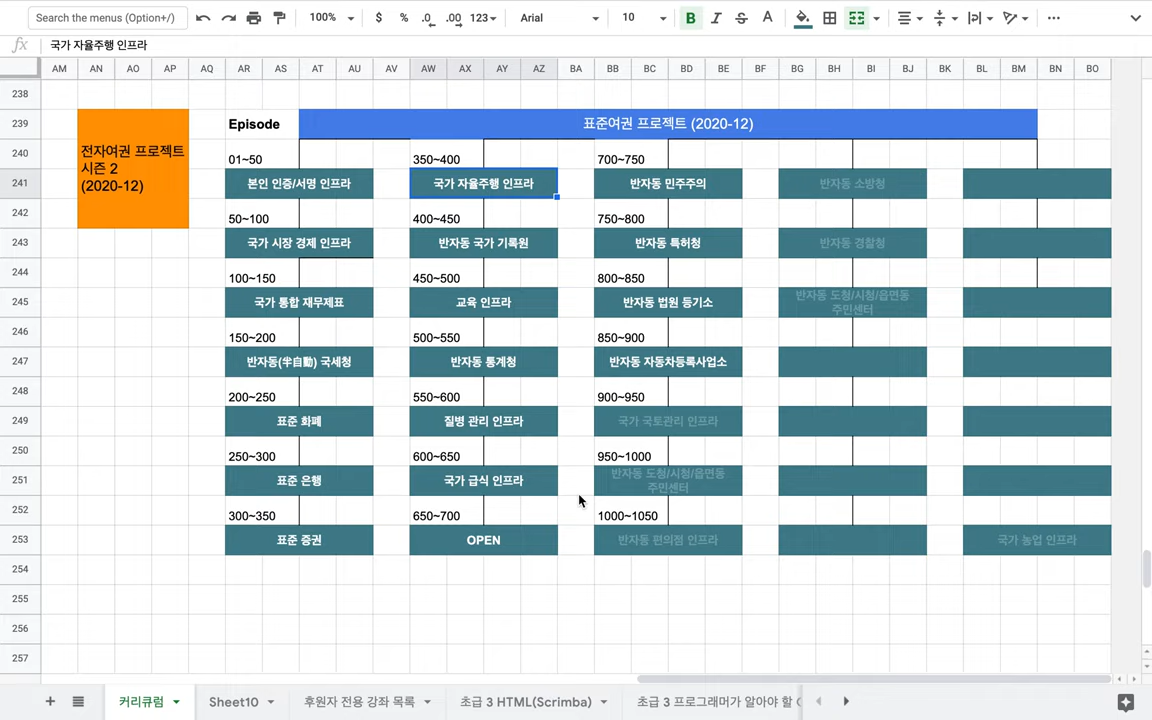 Search the menus (Option+/)
100%
$
%
.0
.00
123
Arial
10
B
I
S
A
fx
국가 자율주행 인프라
AM AN AO AP AQ AR AS AT AU AV AW AX AY AZ BA BB BC BD BE BF BG BH BI BJ BK BL BM BN BO
238
239
Episode
표준여권 프로젝트 (2020-12)
전자여권 프로젝트
시즌 2
(2020-12)
240
01~50
350~400
700~750
241
본인 인증/서명 인프라
국가 자율주행 인프라
반자동 민주주의
반자동 소방청
242
50~100
400~450
750~800
243
국가 시장 경제 인프라
반자동 국가 기록원
반자동 특허청
반자동 경찰청
244
100~150
450~500
800~850
245
국가 통합 재무제표
교육 인프라
반자동 법원 등기소
반자동 도청/시청/읍면동
주민센터
246
150~200
500~550
850~900
247
반자동(半自動) 국세청
반자동 통계청
반자동 자동차등록사업소
248
200~250
550~600
900~950
249
표준 화폐
질병 관리 인프라
국가 국토관리 인프라
250
250~300
600~650
950~1000
251
표준 은행
국가 급식 인프라
반자동 도청/시청/읍면동
주민센터
252
300~350
650~700
1000~1050
253
표준 증권
OPEN
반자동 편의점 인프라
국가 농업 인프라
254
255
256
257
커리큐럼
Sheet10
후원자 전용 강좌 목록
초급 3 HTML(Scrimba)
초급 3 프로그래머가 알아야 할